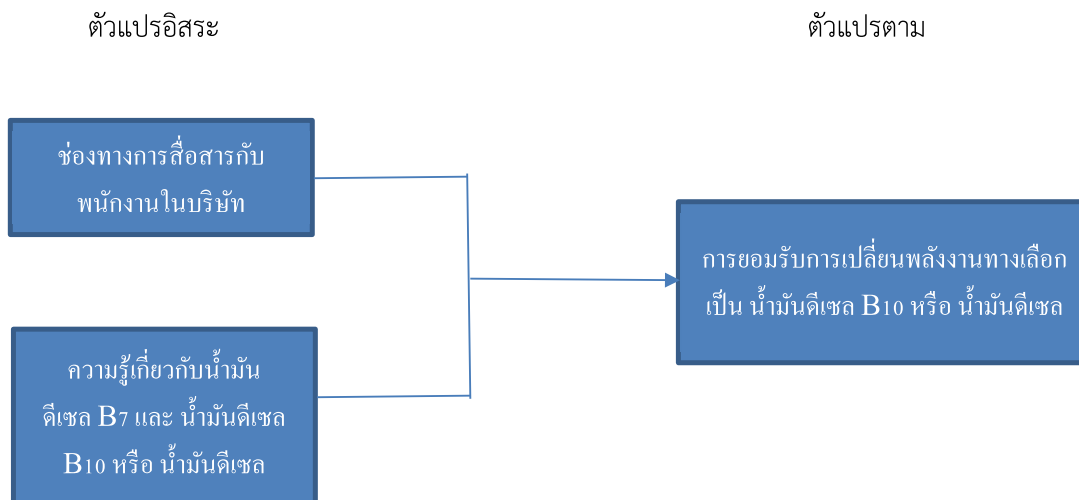 ตัวแปรอิสระ
ตัวแปรตาม
ช่องทางการสื่อสารกับ
พนักงานในบริษัท
ความรู้เกี่ยวกับน้ำมัน
ดีเซล B7 และ น้ำมันดีเซล
B10 หรือ น้ำมันดีเซล
การยอมรับการเปลี่ยนพลังงานทางเลือก
เป็น น้ำมันดีเซล B10 หรือ น้ำมันดีเซล